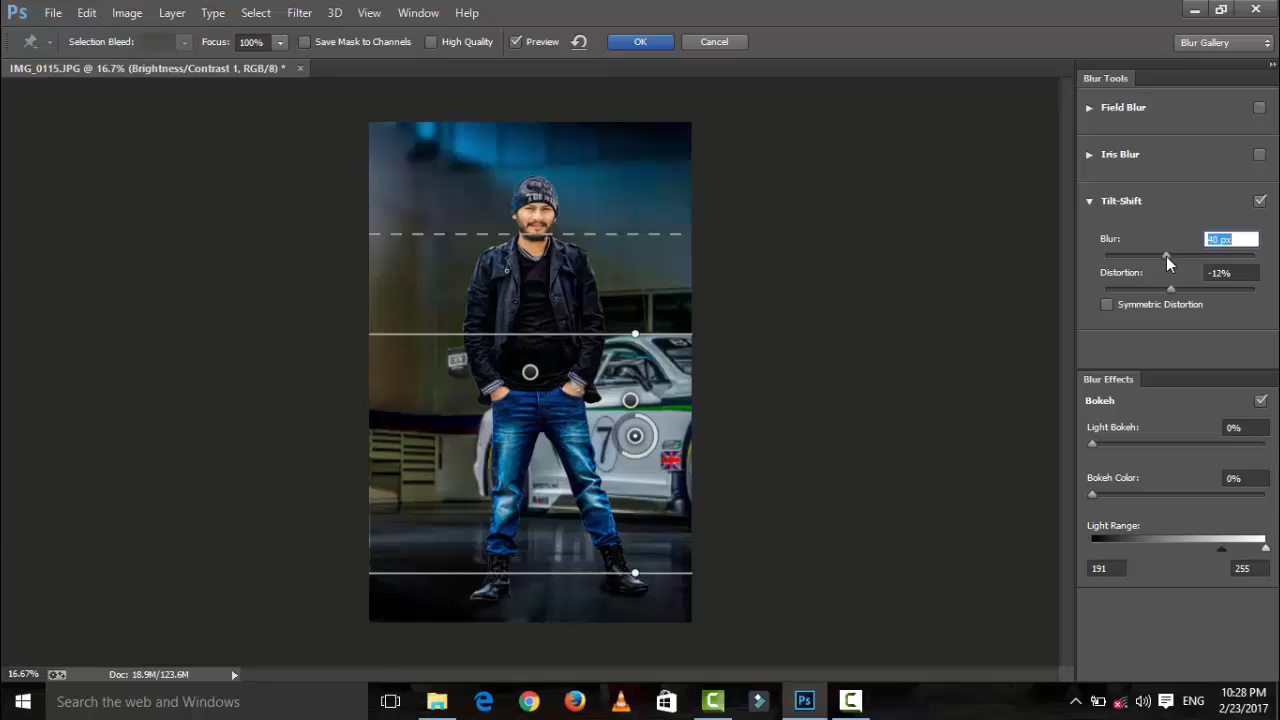 Ps File Edit Image Layer Type Select Filter 3D View Window Help
Selection Bleed: Focus: 100% Save Mask to Channels High Quality Preview OK Cancel Blur Gallery
IMG_0115.JPG @ 16.7% (Brightness/Contrast 1, RGB/8) * ×
Blur Tools
Field Blur
Iris Blur
Tilt-Shift
Blur: 40 px
Distortion: -12%
Symmetric Distortion
Blur Effects
Bokeh
Light Bokeh: 0%
Bokeh Color: 0%
Light Range:
191 255
7
16.67% Doc: 18.9M/123.6M
Search the web and Windows
Ps
ENG
10:28 PM
2/23/2017